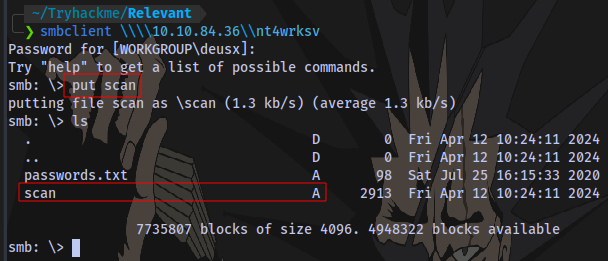 ~/Tryhackme/Relevant
❯ smbclient \\\\10.10.84.36\\nt4wrksv
Password for [WORKGROUP\deusx]:
Try "help" to get a list of possible commands.
smb: \> put scan
putting file scan as \scan (1.3 kb/s) (average 1.3 kb/s)
smb: \> ls
. D 0 Fri Apr 12 10:24:11 2024
.. D 0 Fri Apr 12 10:24:11 2024
passwords.txt A 98 Sat Jul 25 16:15:33 2020
scan A 2913 Fri Apr 12 10:24:11 2024
7735807 blocks of size 4096. 4948322 blocks available
smb: \>